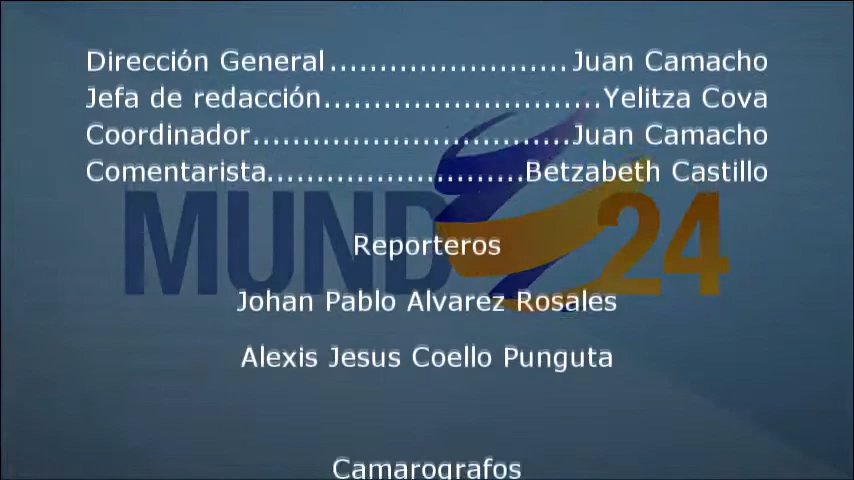 Dirección General........................Juan Camacho
Jefa de redacción............................Yelitza Cova
Coordinador................................Juan Camacho
Comentarista..........................Betzabeth Castillo
MUNDO 24
Reporteros
Johan Pablo Alvarez Rosales
Alexis Jesus Coello Punguta
Camarografos